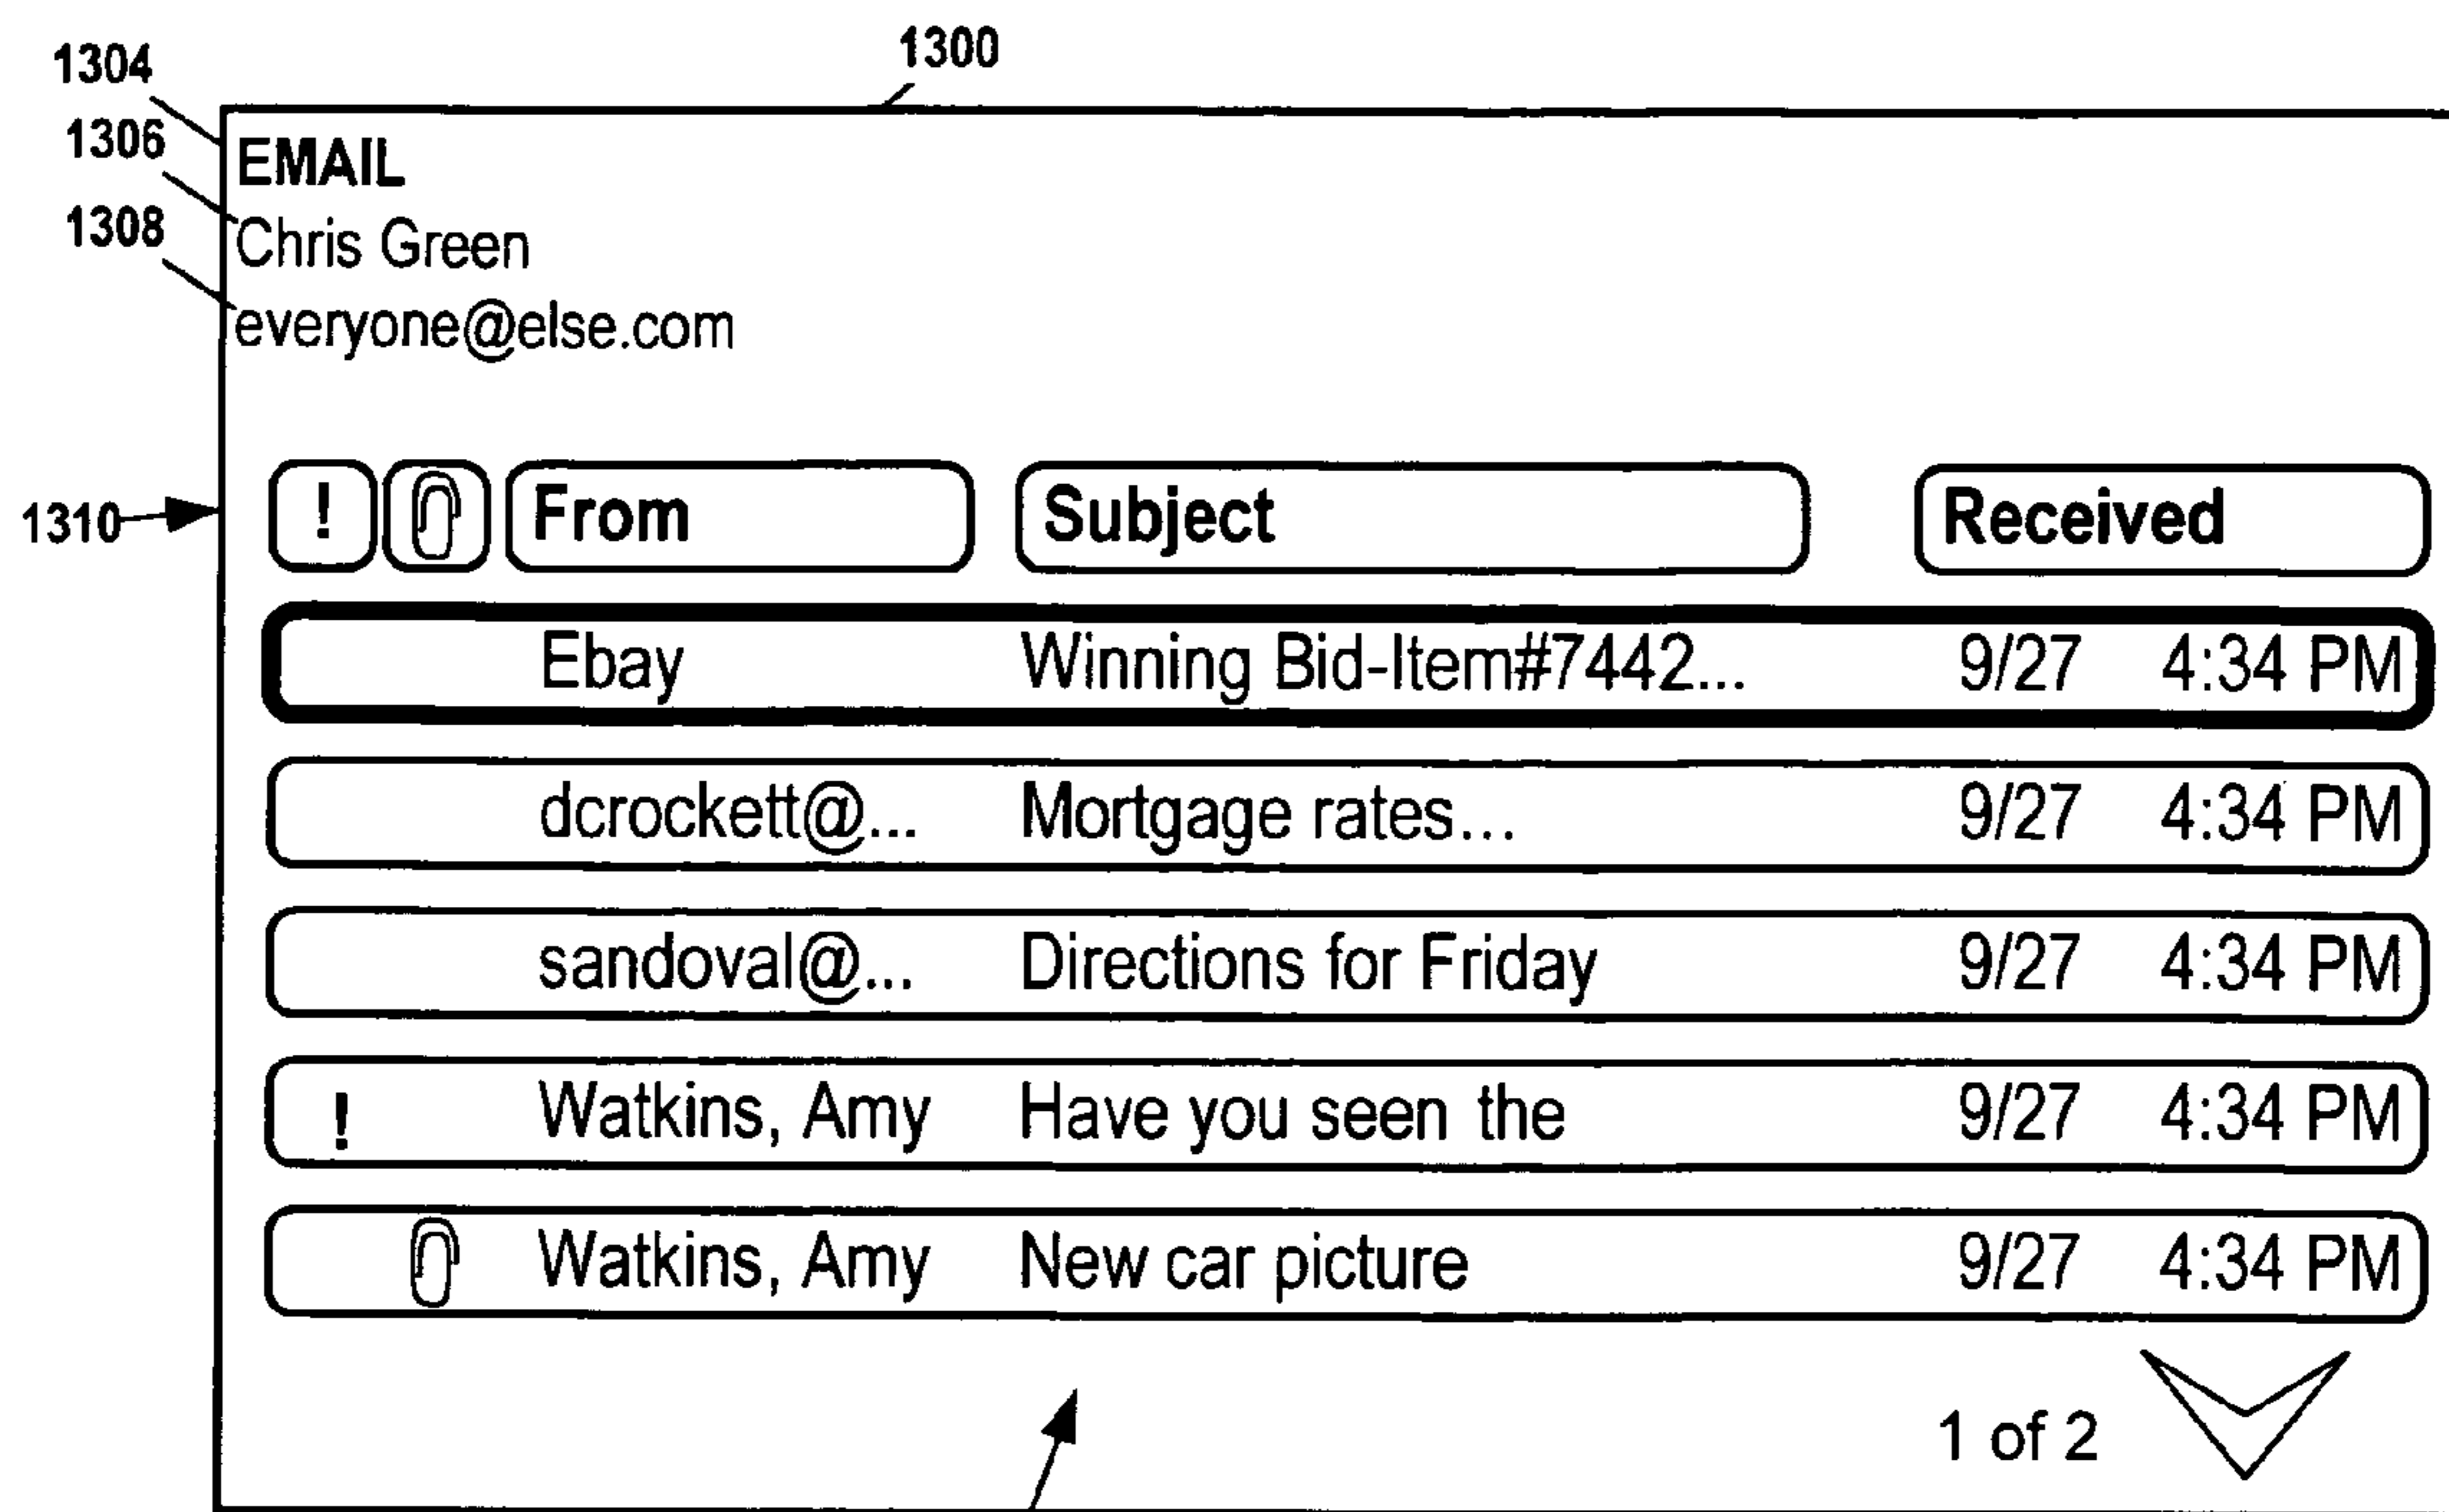 1300
1304
1306
1308
EMAIL
Chris Green
everyone@else.com
1310
! From Subject Received
Ebay Winning Bid-Item#7442... 9/27 4:34 PM
dcrockett@... Mortgage rates... 9/27 4:34 PM
sandoval@... Directions for Friday 9/27 4:34 PM
! Watkins, Amy Have you seen the 9/27 4:34 PM
Watkins, Amy New car picture 9/27 4:34 PM
1 of 2